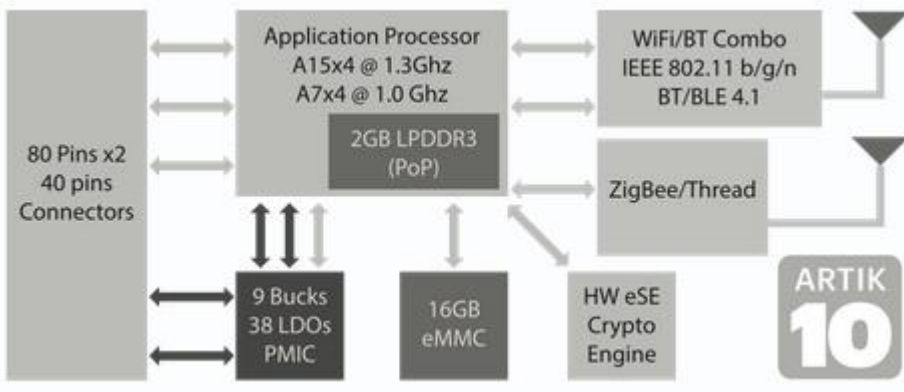 80 Pins x2
40 pins
Connectors
Application Processor
A15x4 @ 1.3Ghz
A7x4 @ 1.0 Ghz
2GB LPDDR3
(PoP)
WiFi/BT Combo
IEEE 802.11 b/g/n
BT/BLE 4.1
ZigBee/Thread
9 Bucks
38 LDOs
PMIC
16GB
eMMC
HW eSE
Crypto
Engine
ARTIK
10